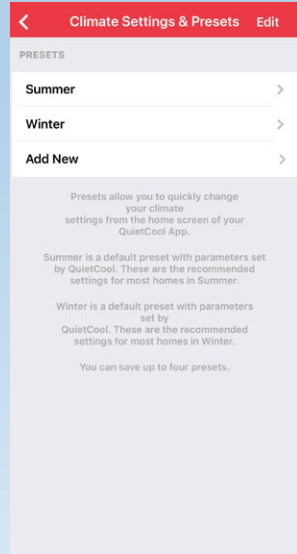 Climate Settings & Presets Edit
PRESETS
Summer
Winter
Add New
Presets allow you to quickly change
your climate
settings from the home screen of your
QuietCool App.
Summer is a default preset with parameters set
by QuietCool. These are the recommended
settings for most homes in Summer.
Winter is a default preset with parameters
set by
QuietCool. These are the recommended
settings for most homes in Winter.
You can save up to four presets.